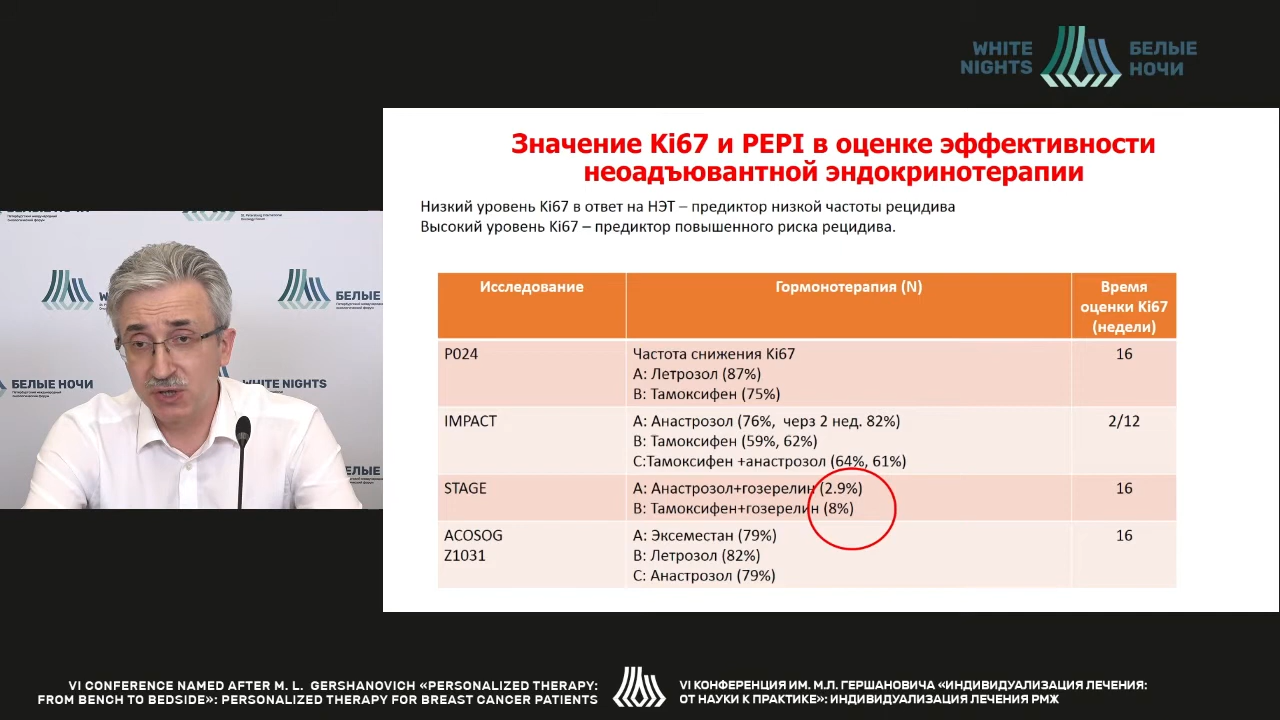 WHITE
NIGHTS
БЕЛЫЕ
НОЧИ
Значение Ki67 и PEPI в оценке эффективности
неоадъювантной эндокринотерапии
Низкий уровень Ki67 в ответ на НЭТ – предиктор низкой частоты рецидива
Высокий уровень Ki67 – предиктор повышенного риска рецидива.
Исследование
Гормонотерапия (N)
Время
оценки Ki67
(недели)
P024
Частота снижения Ki67
A: Летрозол (87%)
B: Тамоксифен (75%)
16
IMPACT
A: Анастрозол (76%, черз 2 нед. 82%)
B: Тамоксифен (59%, 62%)
C:Тамоксифен +анастрозол (64%, 61%)
2/12
STAGE
A: Анастрозол+гозерелин (2.9%)
B: Тамоксифен+гозерелин (8%)
16
ACOSOG
Z1031
A: Эксеместан (79%)
B: Летрозол (82%)
C: Анастрозол (79%)
16
БЕЛЫЕ
БЕЛЫЕ НОЧИ
WHITE NIGHTS
VI CONFERENCE NAMED AFTER M. L. GERSHANOVICH «PERSONALIZED THERAPY:
FROM BENCH TO BEDSIDE»: PERSONALIZED THERAPY FOR BREAST CANCER PATIENTS
VI КОНФЕРЕНЦИЯ ИМ. М.Л. ГЕРШАНОВИЧА «ИНДИВИДУАЛИЗАЦИЯ ЛЕЧЕНИЯ:
ОТ НАУКИ К ПРАКТИКЕ»: ИНДИВИДУАЛИЗАЦИЯ ЛЕЧЕНИЯ РМЖ